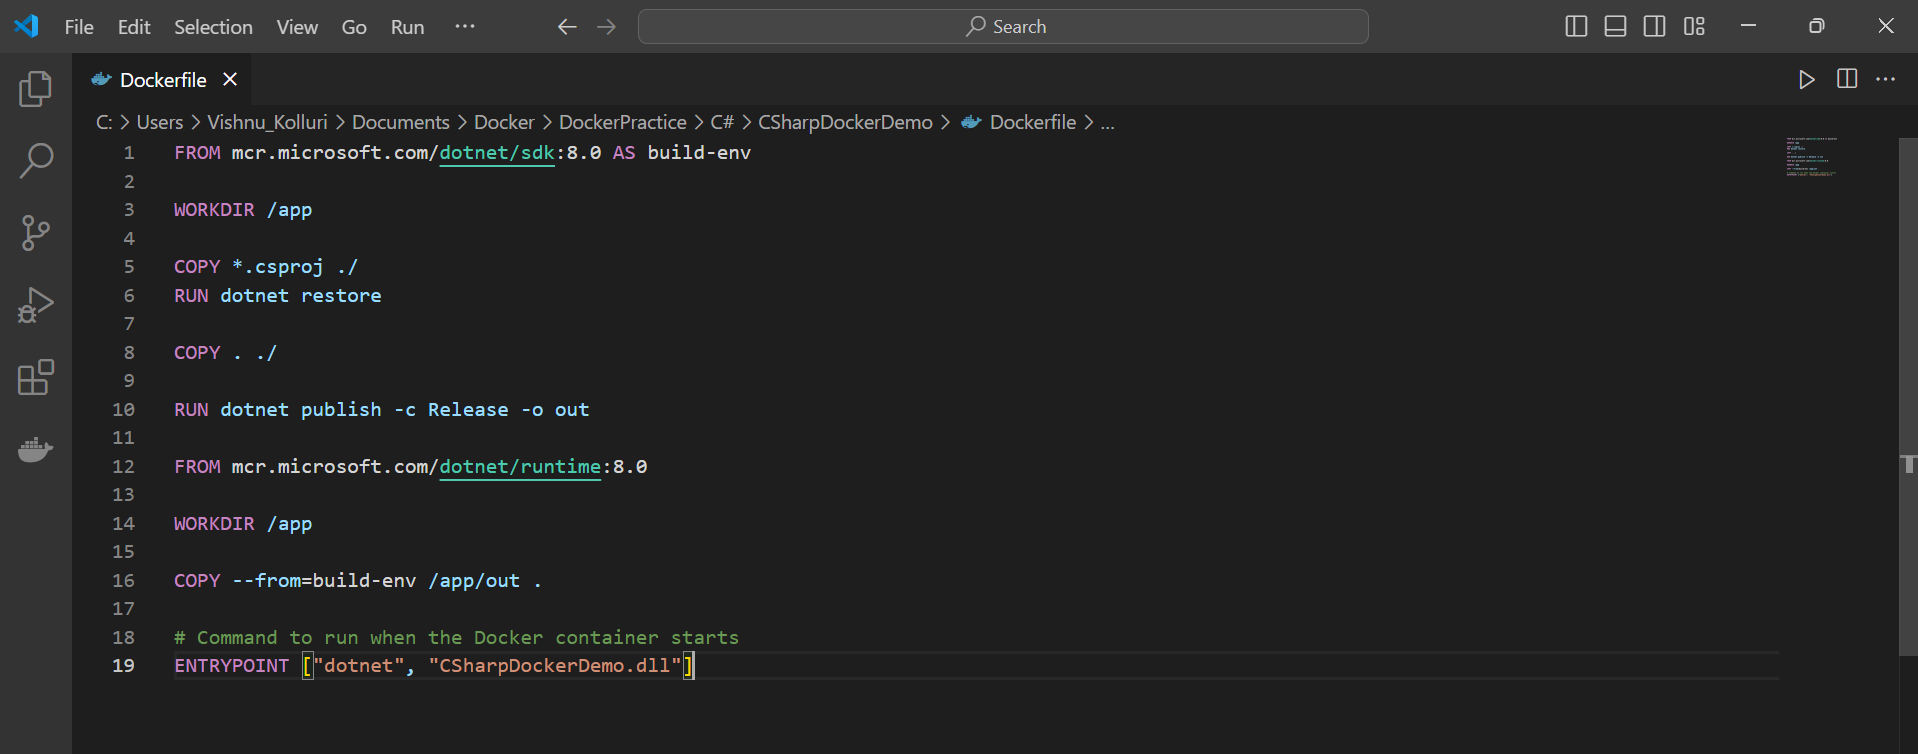 File Edit Selection View Go Run ··· Search
Dockerfile
C: > Users > Vishnu_Kolluri > Documents > Docker > DockerPractice > C# > CSharpDockerDemo > Dockerfile > ...
1 FROM mcr.microsoft.com/dotnet/sdk:8.0 AS build-env
2
3 WORKDIR /app
4
5 COPY *.csproj ./
6 RUN dotnet restore
7
8 COPY . ./
9
10 RUN dotnet publish -c Release -o out
11
12 FROM mcr.microsoft.com/dotnet/runtime:8.0
13
14 WORKDIR /app
15
16 COPY --from=build-env /app/out .
17
18 # Command to run when the Docker container starts
19 ENTRYPOINT ["dotnet", "CSharpDockerDemo.dll"]